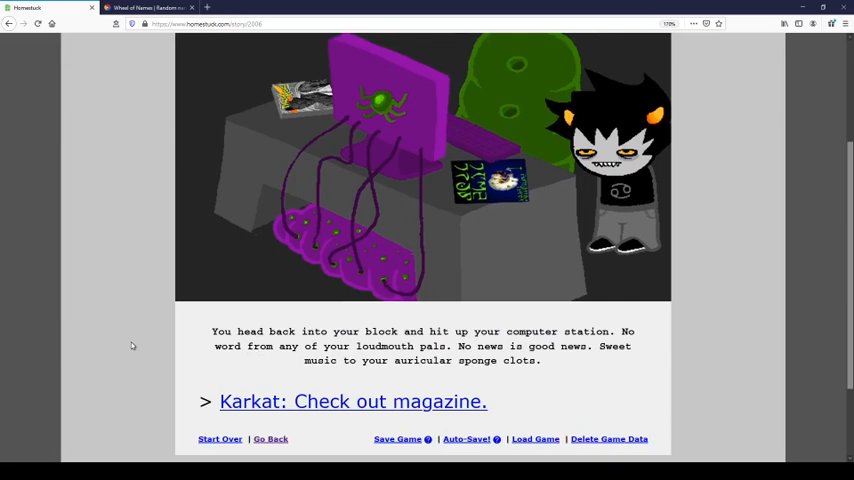 Homestuck
Wheel of Names | Random na
https://www.homestuck.com/story/2006
170%
You head back into your block and hit up your computer station. No
word from any of your loudmouth pals. No news is good news. Sweet
music to your auricular sponge clots.
> Karkat: Check out magazine.
Start Over | Go Back
Save Game ? | Auto-Save! ? | Load Game | Delete Game Data